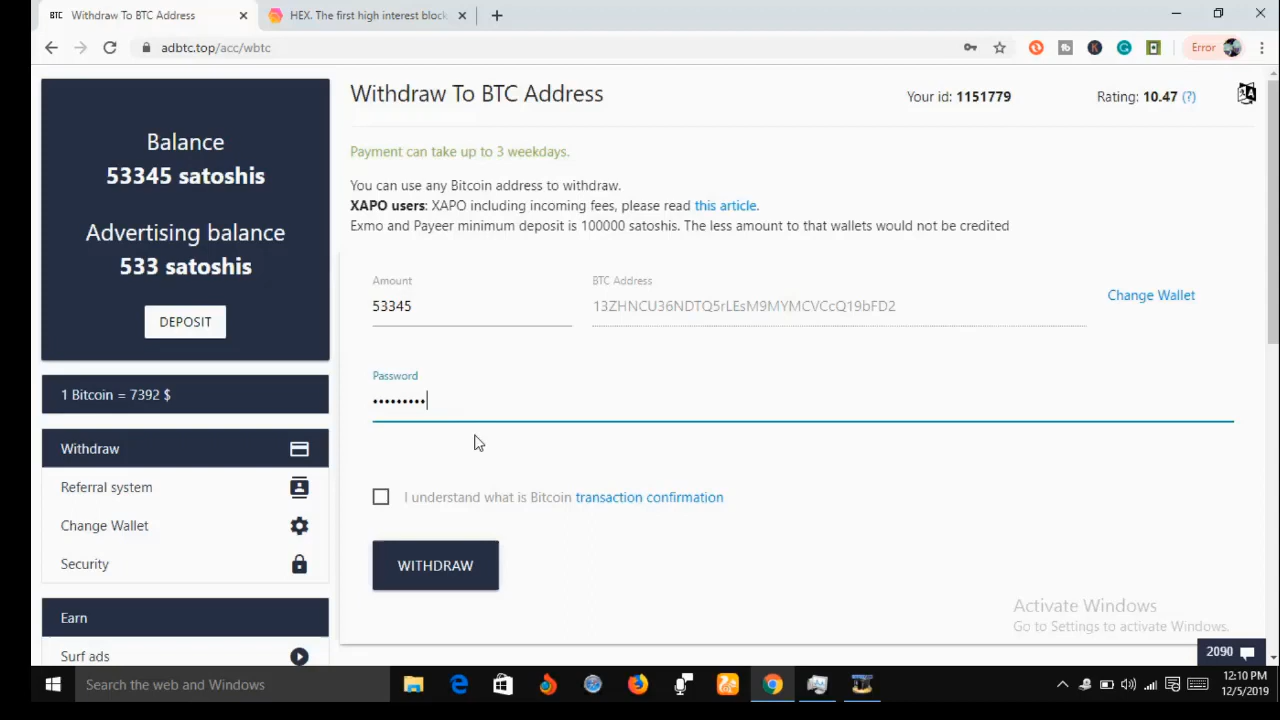 BTC Withdraw To BTC Address
HEX. The first high interest block
adbtc.top/acc/wbtc
Error
Balance
53345 satoshis
Advertising balance
533 satoshis
DEPOSIT
1 Bitcoin = 7392 $
Withdraw
Referral system
Change Wallet
Security
Earn
Surf ads
Withdraw To BTC Address
Your id: 1151779
Rating: 10.47 (?)
Payment can take up to 3 weekdays.
You can use any Bitcoin address to withdraw.
XAPO users: XAPO including incoming fees, please read this article.
Exmo and Payeer minimum deposit is 100000 satoshis. The less amount to that wallets would not be credited
Amount
53345
BTC Address
13ZHNCU36NDTQ5rLEsM9MYMCVCcQ19bFD2
Change Wallet
Password
•••••••••
I understand what is Bitcoin transaction confirmation
WITHDRAW
Activate Windows
Go to Settings to activate Windows.
2090
Search the web and Windows
12:10 PM
12/5/2019